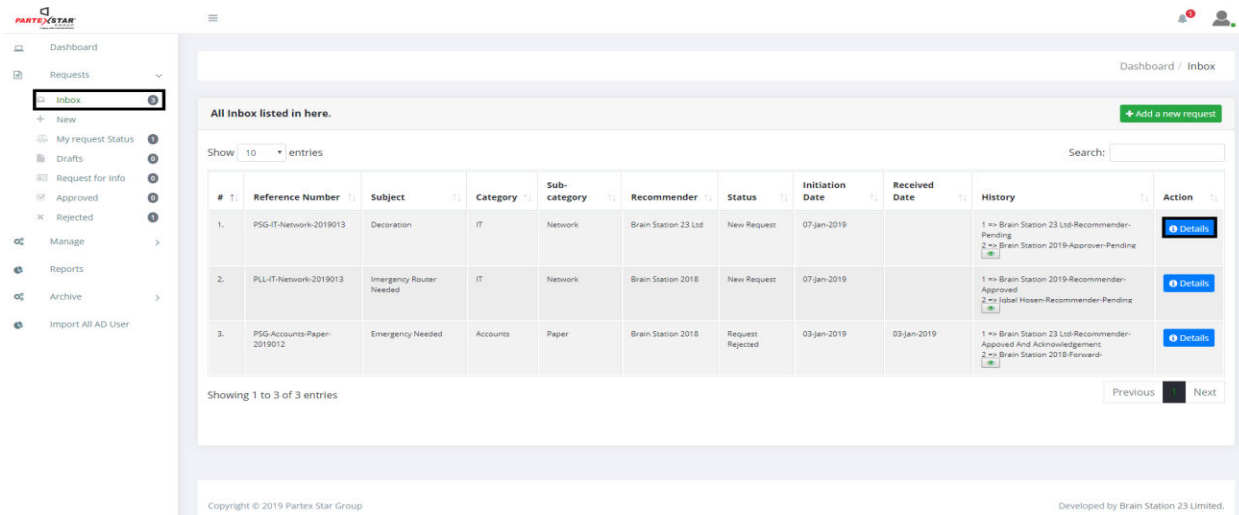 PARTEX STAR
GROUP
1
Dashboard
Requests
Inbox 3
New
My request Status 1
Drafts 0
Request for Info 0
Approved 0
Rejected 1
Manage
Reports
Archive
Import All AD User
Dashboard / Inbox
All Inbox listed in here.
+ Add a new request
Show 10 entries
Search:
# Reference Number Subject Category Sub-category Recommender Status Initiation Date Received Date History Action
1. PSG-IT-Network-2019013 Decoration IT Network Brain Station 23 Ltd New Request 07-Jan-2019 1 => Brain Station 23 Ltd-Recommender-Pending Details
2 => Brain Station 2019-Approver-Pending
2. PLL-IT-Network-2019013 Imergency Router Needed IT Network Brain Station 2018 New Request 07-Jan-2019 1 => Brain Station 2019-Recommender-Approved Details
2 => Iqbal Hosen-Recommender-Pending
3. PSG-Accounts-Paper-2019012 Emergency Needed Accounts Paper Brain Station 2018 Request Rejected 03-Jan-2019 03-Jan-2019 1 => Brain Station 23 Ltd-Recommender-Appoved And Acknowledgement Details
2 => Brain Station 2018-Forward-
Showing 1 to 3 of 3 entries
Previous 1 Next
Copyright © 2019 Partex Star Group
Developed by Brain Station 23 Limited.